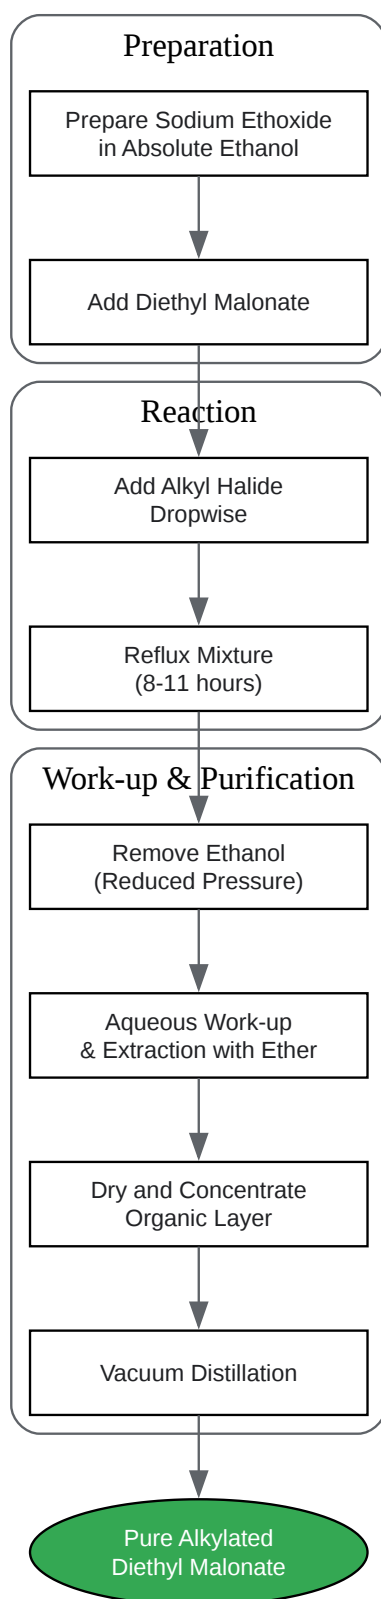 Preparation
Prepare Sodium Ethoxide
in Absolute Ethanol
Add Diethyl Malonate
Reaction
Add Alkyl Halide
Dropwise
Reflux Mixture
(8-11 hours)
Work-up & Purification
Remove Ethanol
(Reduced Pressure)
Aqueous Work-up
& Extraction with Ether
Dry and Concentrate
Organic Layer
Vacuum Distillation
Pure Alkylated
Diethyl Malonate